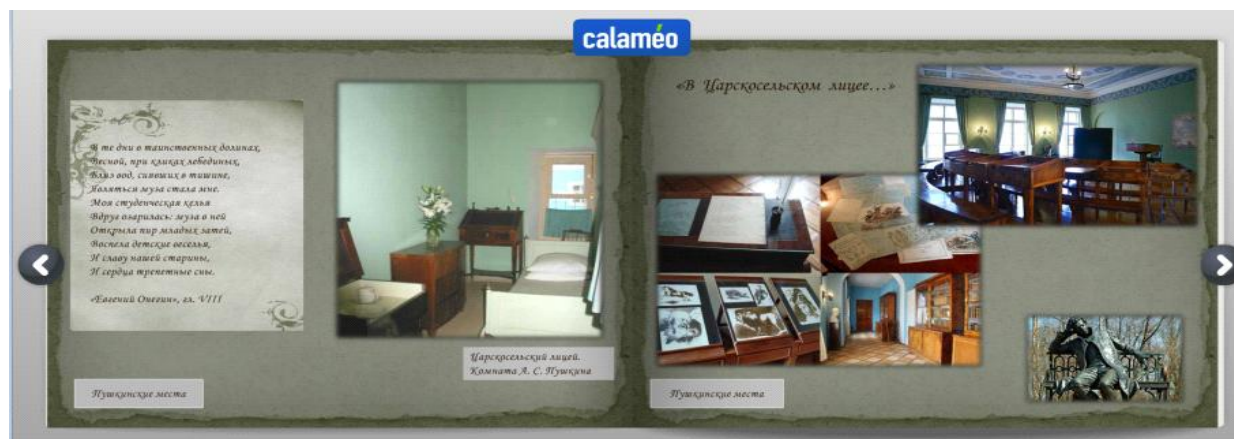 calaméo
В те дни в таинственных долинах,
Весной, при кликах лебединых,
Близ вод, сиявших в тишине,
Являться муза стала мне.
Моя студенческая келья
Вдруг озарилась: муза в ней
Открыла пир младых затей,
Воспела детские веселья,
И славу нашей старины,
И сердца трепетные сны.
«Евгений Онегин», гл. VIII
Царскосельский лицей.
Комната А. С. Пушкина
Пушкинские места
«В Царскосельском лицее...»
Пушкинские места